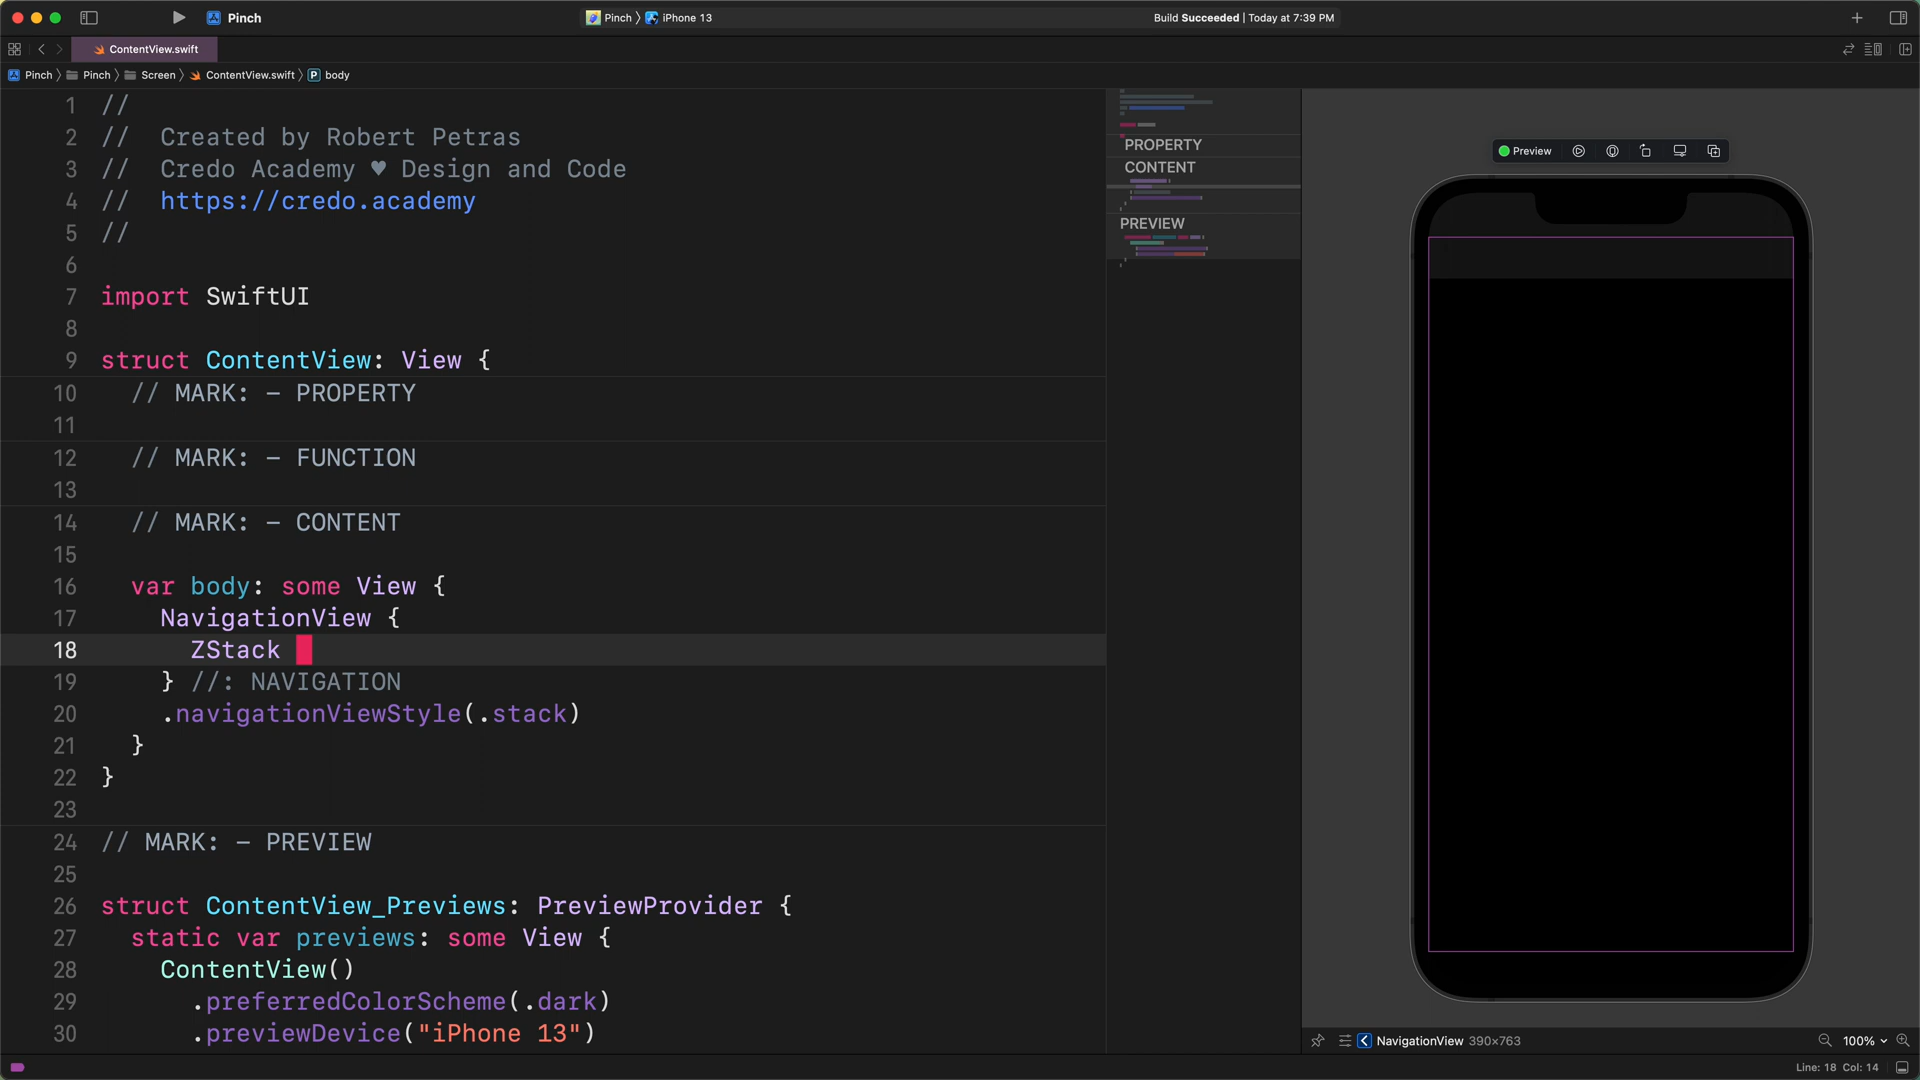 Pinch
Pinch
iPhone 13
Build Succeeded | Today at 7:39 PM
ContentView.swift
Pinch
Pinch
Screen
ContentView.swift
P body
1 //
2 //  Created by Robert Petras
3 //  Credo Academy ♥ Design and Code
4 //  https://credo.academy
5 //
6
7 import SwiftUI
8
9 struct ContentView: View {
10   // MARK: - PROPERTY
11
12   // MARK: - FUNCTION
13
14   // MARK: - CONTENT
15
16   var body: some View {
17     NavigationView {
18       ZStack
19     } //: NAVIGATION
20     .navigationViewStyle(.stack)
21   }
22 }
23
24 // MARK: - PREVIEW
25
26 struct ContentView_Previews: PreviewProvider {
27   static var previews: some View {
28     ContentView()
29       .preferredColorScheme(.dark)
30       .previewDevice("iPhone 13")
PROPERTY
CONTENT
PREVIEW
Preview
NavigationView 390×763
100%
Line: 18 Col: 14